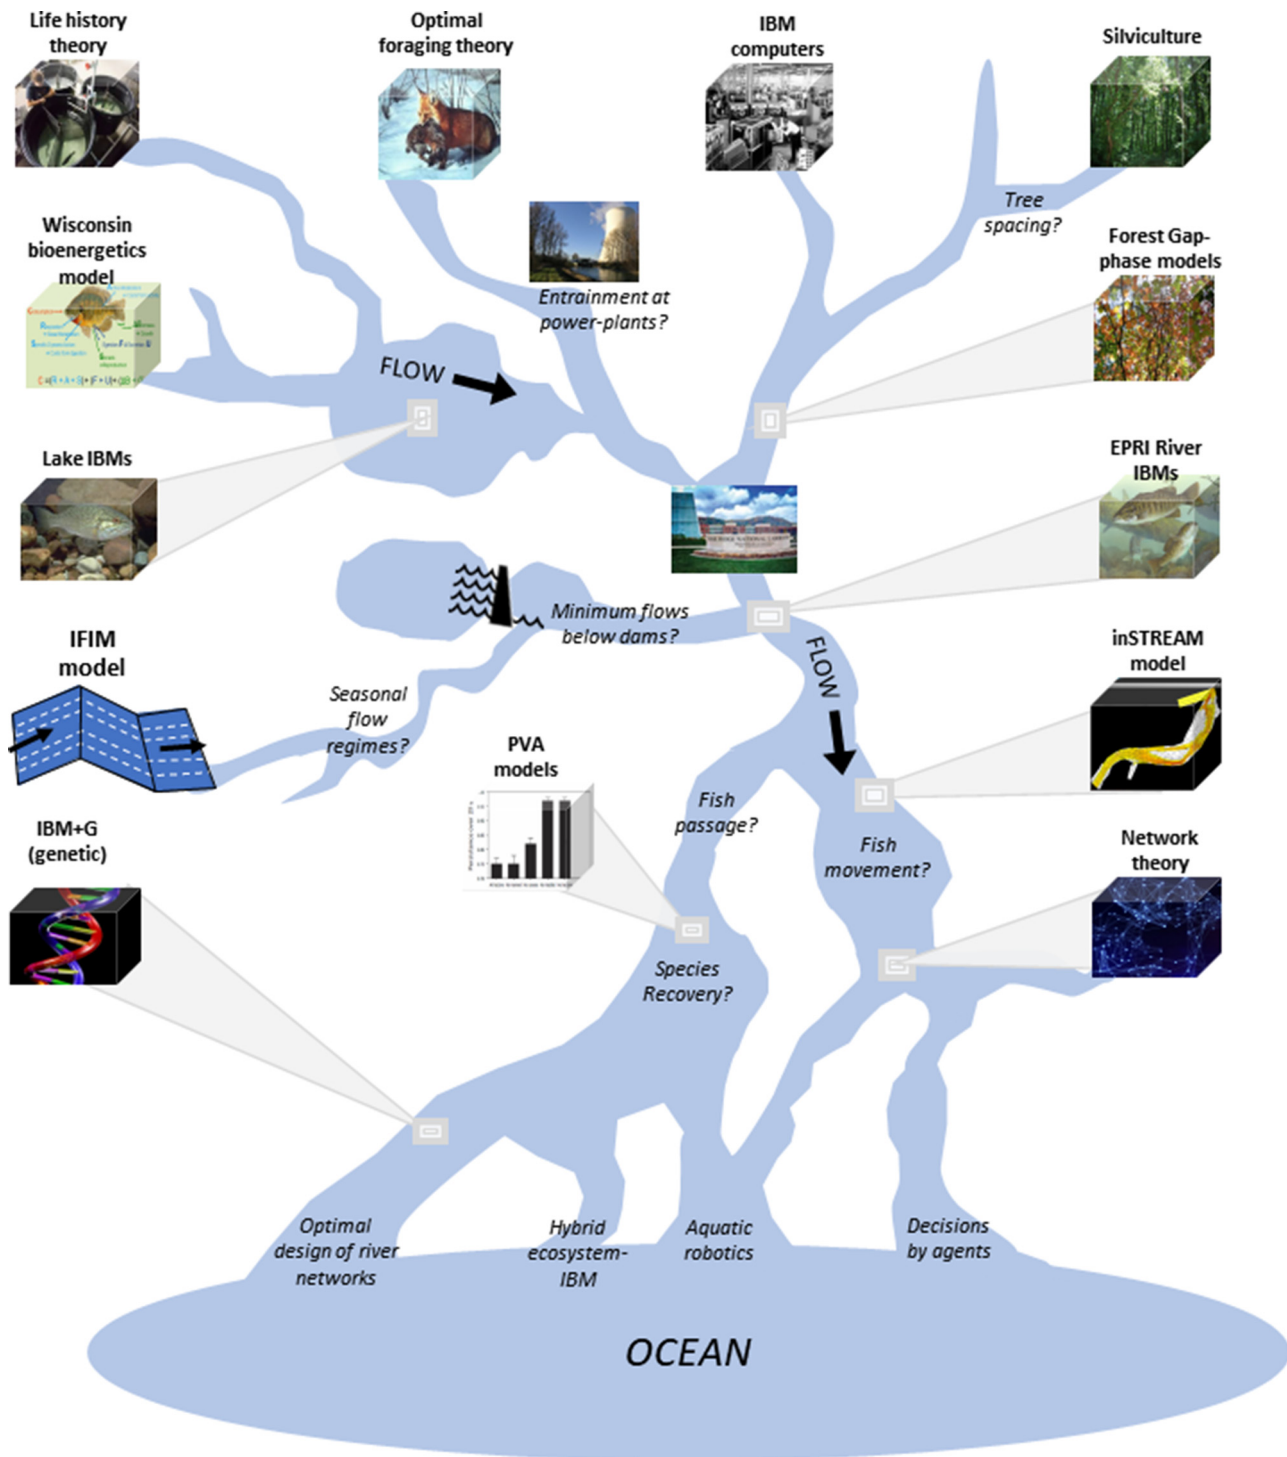 Life history
theory
Optimal
foraging theory
IBM
computers
Silviculture
Tree
spacing?
Wisconsin
bioenergetics
model
Entrainment at
power-plants?
Forest Gap-
phase models
FLOW
Lake IBMs
EPRI River
IBMs
Minimum flows
below dams?
IFIM
model
FLOW
inSTREAM
model
Seasonal
flow
regimes?
PVA
models
Fish
passage?
IBM+G
(genetic)
Fish
movement?
Network
theory
Species
Recovery?
Optimal
design of river
networks
Hybrid
ecosystem-
IBM
Aquatic
robotics
Decisions
by agents
OCEAN